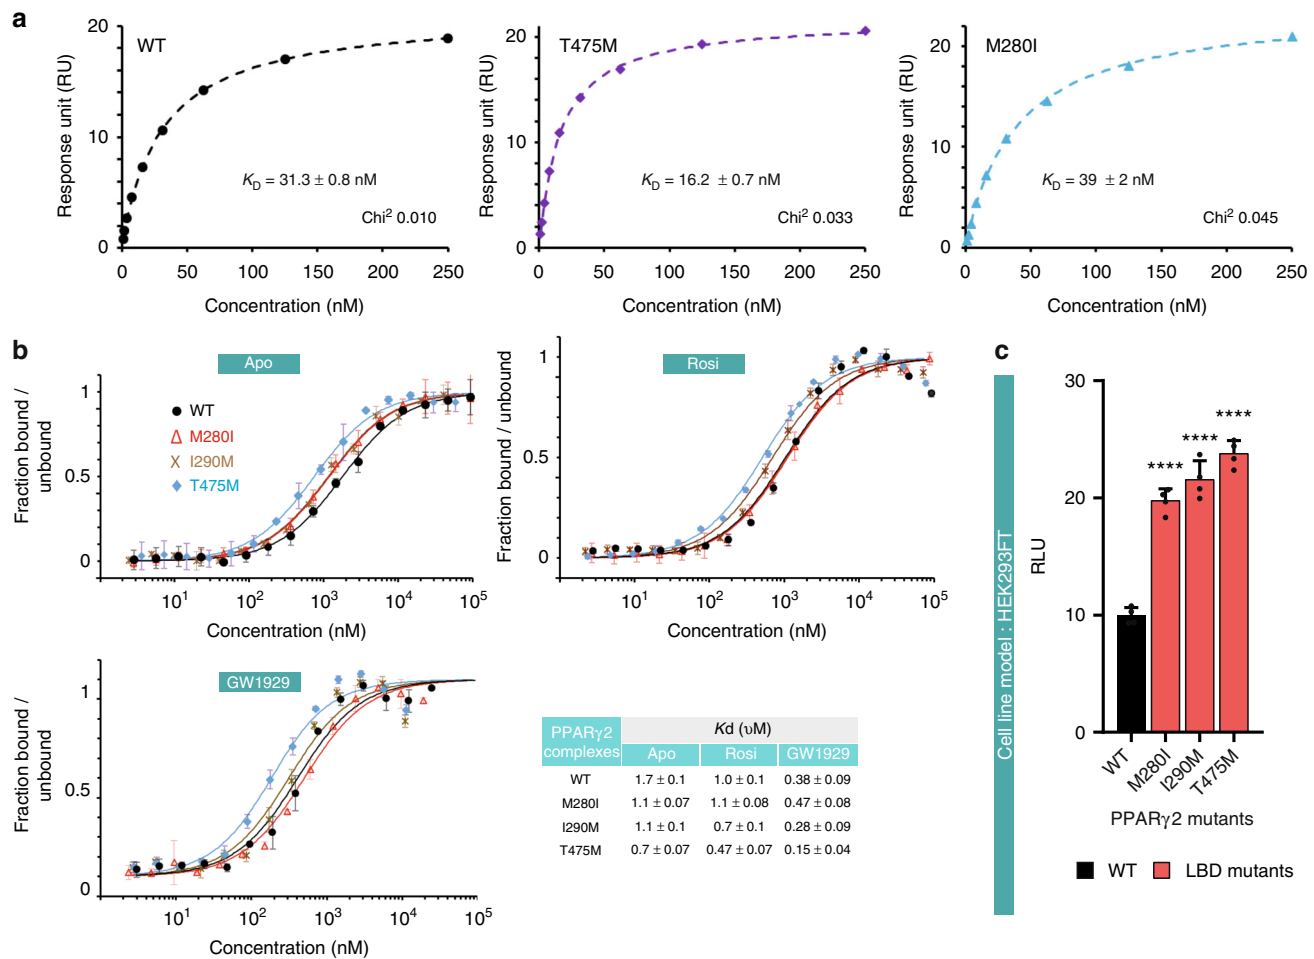 a
WT
Response unit (RU)
20
10
0
K_D = 31.3 ± 0.8 nM
Chi² 0.010
0 50 100 150 200 250
Concentration (nM)
T475M
Response unit (RU)
20
10
0
K_D = 16.2 ± 0.7 nM
Chi² 0.033
0 50 100 150 200 250
Concentration (nM)
M280I
Response unit (RU)
20
10
0
K_D = 39 ± 2 nM
Chi² 0.045
0 50 100 150 200 250
Concentration (nM)
b
Apo
Fraction bound /
unbound
1
0.5
0
WT
M280I
I290M
T475M
10¹ 10² 10³ 10⁴ 10⁵
Concentration (nM)
Rosi
Fraction bound / unbound
1
0.5
0
10¹ 10² 10³ 10⁴ 10⁵
Concentration (nM)
GW1929
Fraction bound /
unbound
1
0.5
0
10¹ 10² 10³ 10⁴ 10⁵
Concentration (nM)
PPARγ2
complexes
Kd (υM)
Apo Rosi GW1929
WT 1.7 ± 0.1 1.0 ± 0.1 0.38 ± 0.09
M280I 1.1 ± 0.07 1.1 ± 0.08 0.47 ± 0.08
I290M 1.1 ± 0.1 0.7 ± 0.1 0.28 ± 0.09
T475M 0.7 ± 0.07 0.47 ± 0.07 0.15 ± 0.04
c
Cell line model : HEK293FT
RLU
30
20
10
0
****
****
****
WT
M280I
I290M
T475M
PPARγ2 mutants
WT
LBD mutants